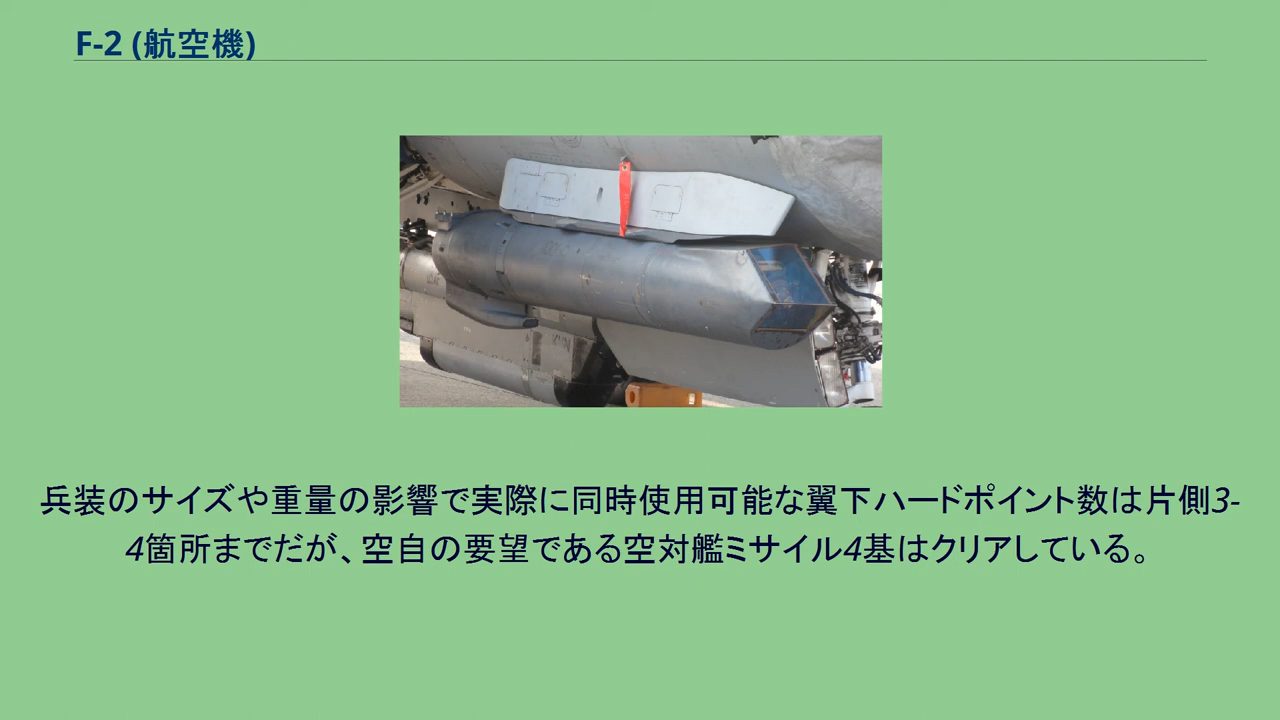 F-2 (航空機)
兵装のサイズや重量の影響で実際に同時使用可能な翼下ハードポイント数は片側3-
4箇所までだが、空自の要望である空対艦ミサイル4基はクリアしている。